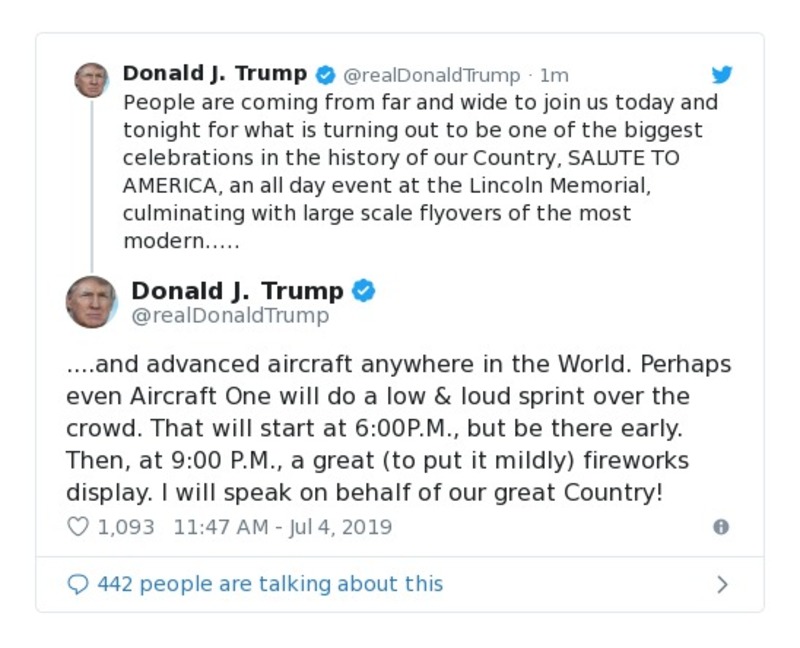 Donald J. Trump @realDonaldTrump · 1m
People are coming from far and wide to join us today and
tonight for what is turning out to be one of the biggest
celebrations in the history of our Country, SALUTE TO
AMERICA, an all day event at the Lincoln Memorial,
culminating with large scale flyovers of the most
modern.....
Donald J. Trump
@realDonaldTrump
....and advanced aircraft anywhere in the World. Perhaps
even Aircraft One will do a low & loud sprint over the
crowd. That will start at 6:00P.M., but be there early.
Then, at 9:00 P.M., a great (to put it mildly) fireworks
display. I will speak on behalf of our great Country!
1,093 11:47 AM - Jul 4, 2019
442 people are talking about this